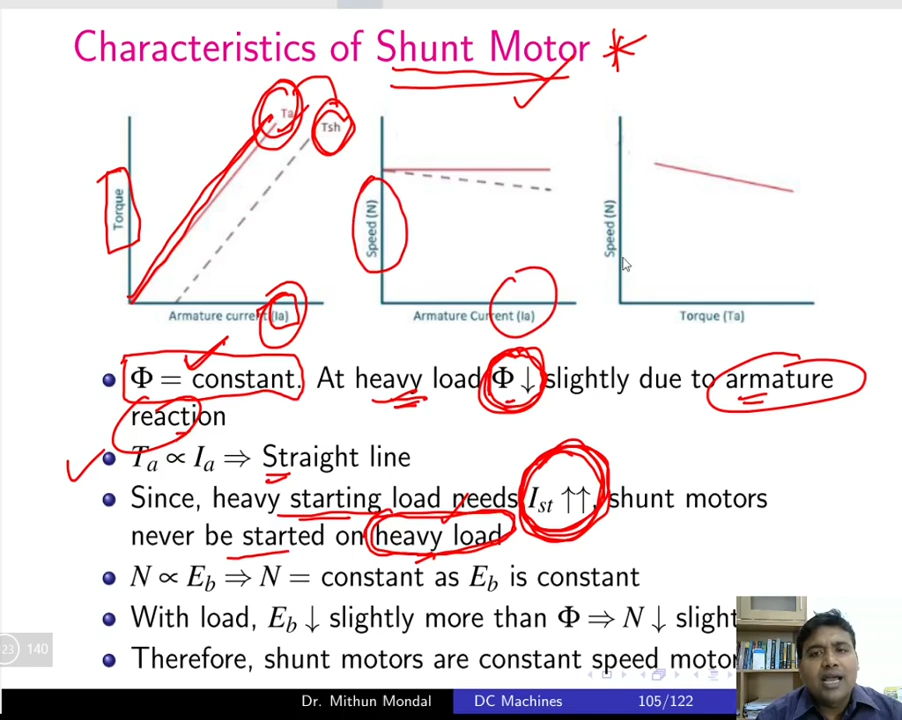 Characteristics of Shunt Motor *
Ta
Tsh
Torque
Speed (N)
Speed (N)
Armature current (Ia)
Armature Current (Ia)
Torque (Ta)
Φ = constant. At heavy load Φ ↓ slightly due to armature
reaction
Ta ∝ Ia ⇒ Straight line
Since, heavy starting load needs Ist ↑↑, shunt motors
never be started on heavy load
N ∝ Eb ⇒ N = constant as Eb is constant
With load, Eb ↓ slightly more than Φ ⇒ N ↓ slight
Therefore, shunt motors are constant speed moto
23 140
Dr. Mithun Mondal DC Machines 105/122